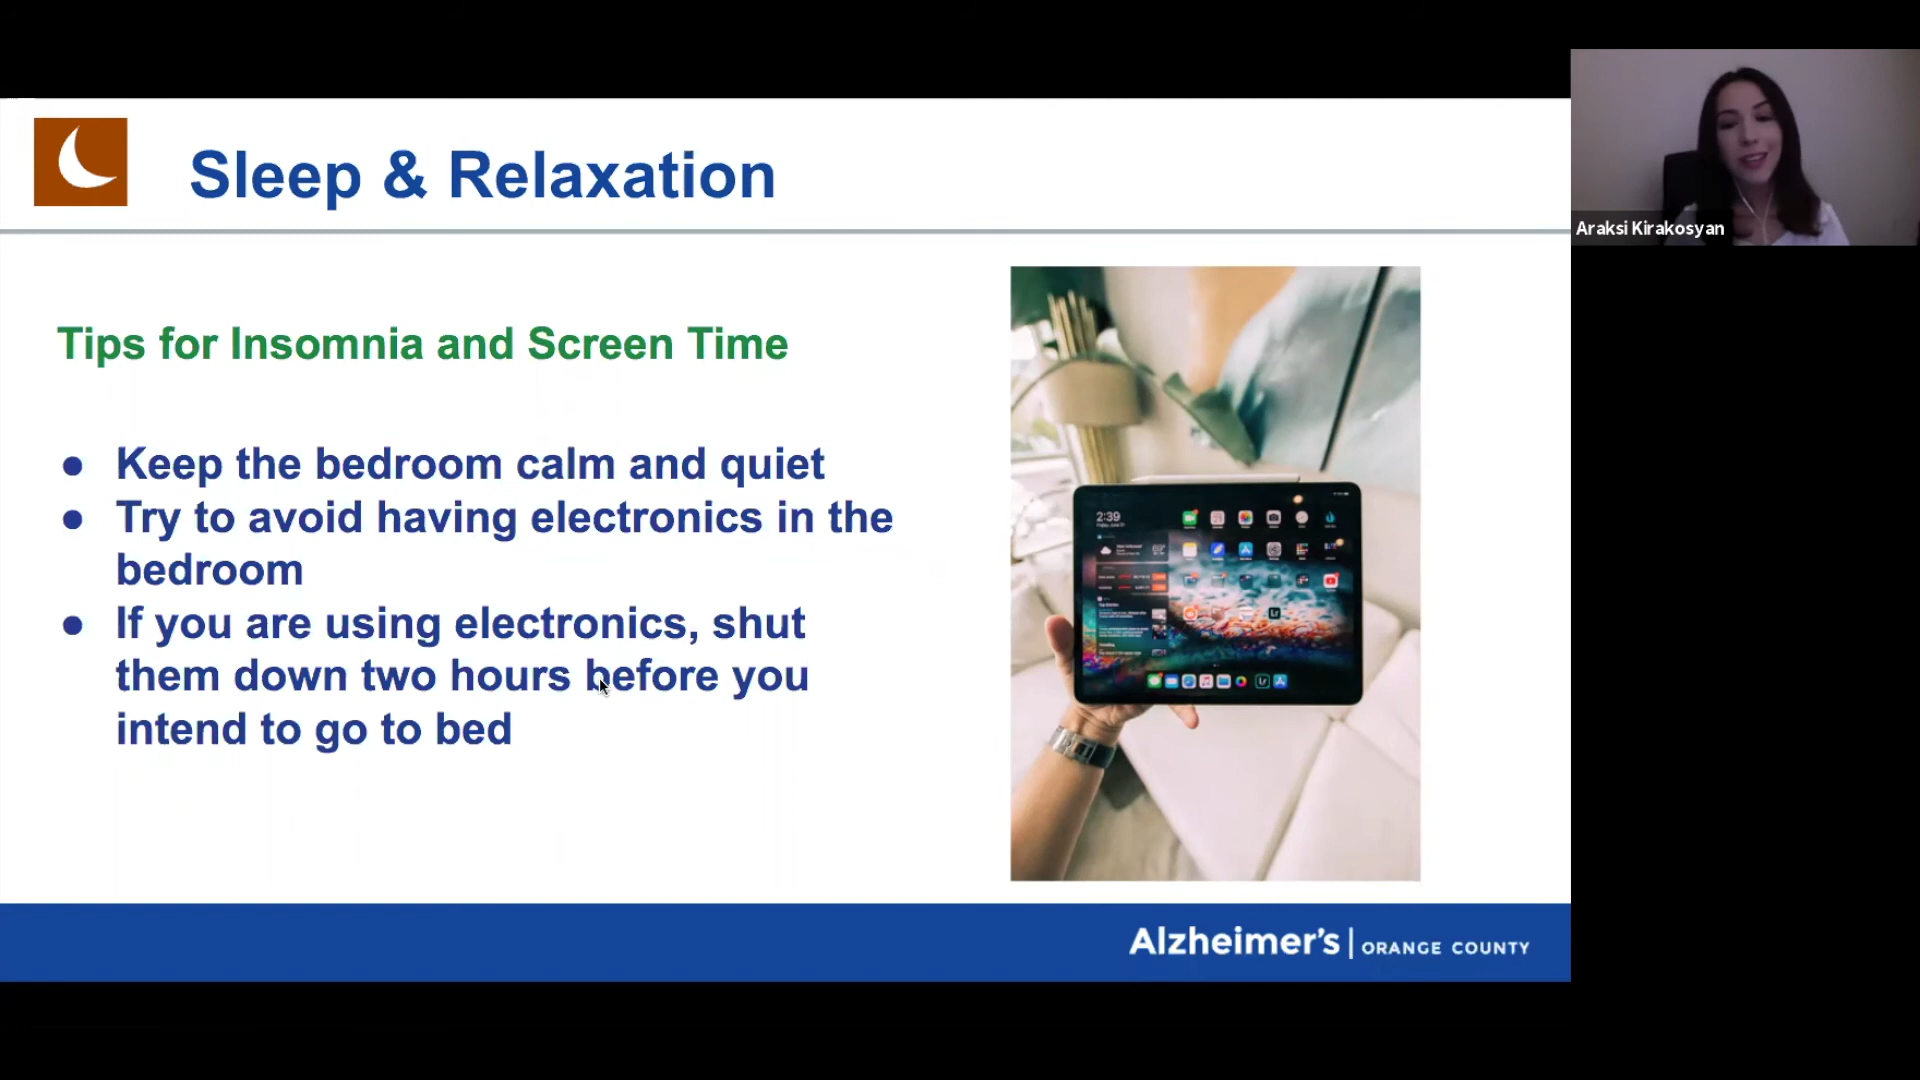 Sleep & Relaxation
Araksi Kirakosyan
Tips for Insomnia and Screen Time
● Keep the bedroom calm and quiet
● Try to avoid having electronics in the
bedroom
● If you are using electronics, shut
them down two hours before you
intend to go to bed
2:39
Alzheimer's | ORANGE COUNTY